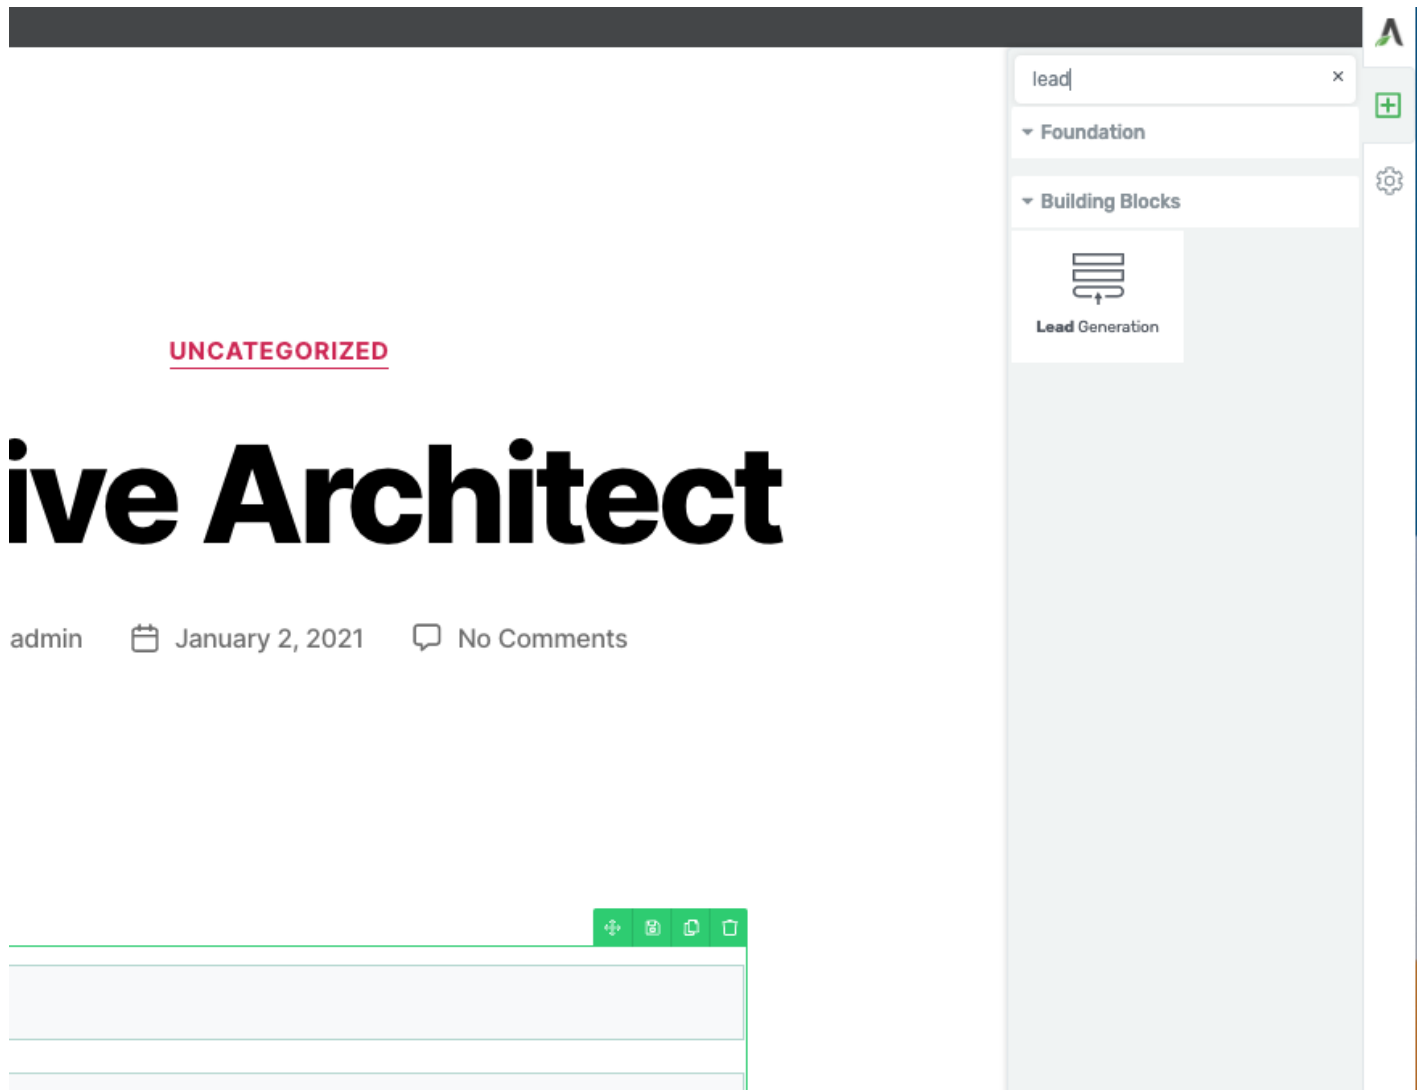 lead
Foundation
Building Blocks
Lead Generation
UNCATEGORIZED
ive Architect
admin January 2, 2021 No Comments